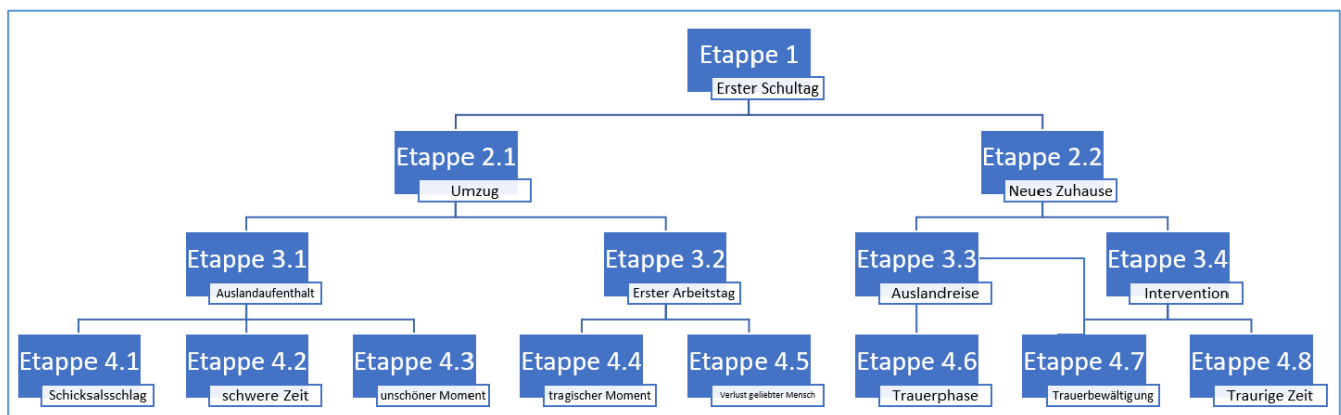 Etappe 1
Erster Schultag
Etappe 2.1
Umzug
Etappe 2.2
Neues Zuhause
Etappe 3.1
Auslandaufenthalt
Etappe 3.2
Erster Arbeitstag
Etappe 3.3
Auslandreise
Etappe 3.4
Intervention
Etappe 4.1
Schicksalsschlag
Etappe 4.2
schwere Zeit
Etappe 4.3
unschöner Moment
Etappe 4.4
tragischer Moment
Etappe 4.5
Verlust geliebter Mensch
Etappe 4.6
Trauerphase
Etappe 4.7
Trauerbewältigung
Etappe 4.8
Traurige Zeit